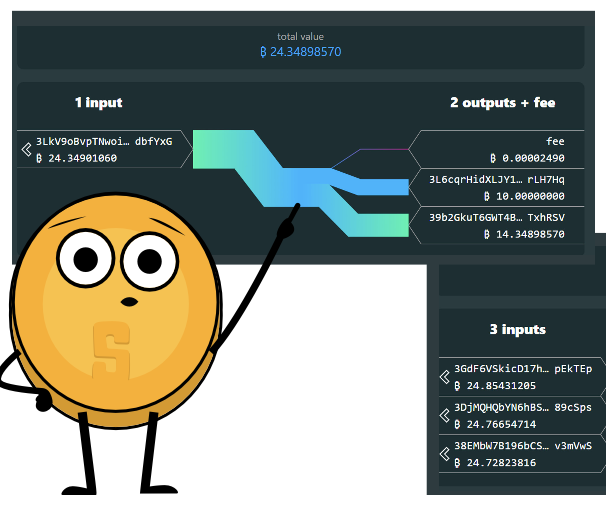 total value
₿ 24.34898570
1 input
2 outputs + fee
3LkV9oBvpTNwoi… dbfYxG
₿ 24.34901060
fee
₿ 0.00002490
3L6cqrHidXLJY1… rLH7Hq
₿ 10.00000000
39b2GkuT6GWT4B… TxhRSV
₿ 14.34898570
S
3 inputs
3GdF6VSkicD17h… pEkTEp
₿ 24.85431205
3DjMQHQbYN6hBS… 89cSps
₿ 24.76654714
38EMbW7B196bCS… v3mVwS
₿ 24.72823816